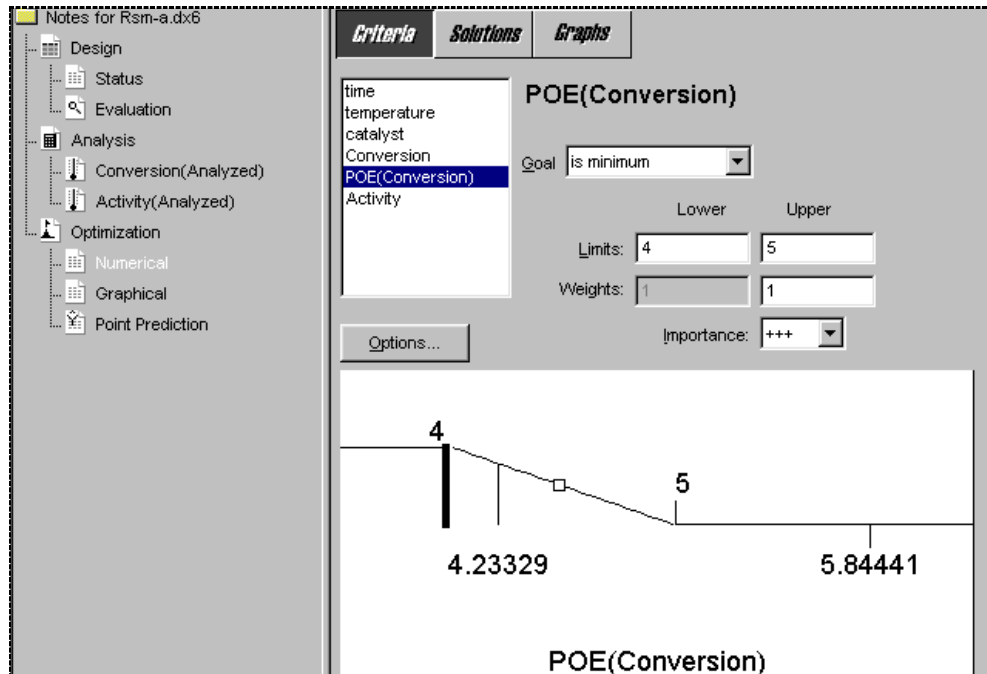 Notes for Rsm-a.dx6
Design
Status
Evaluation
Analysis
Conversion(Analyzed)
Activity(Analyzed)
Optimization
Numerical
Graphical
Point Prediction
Criteria Solutions Graphs
time
temperature
catalyst
Conversion
POE(Conversion)
Activity
POE(Conversion)
Goal is minimum
Lower Upper
Limits: 4 5
Weights: 1 1
Importance: +++
Options...
4
5
4.23329 5.84441
POE(Conversion)